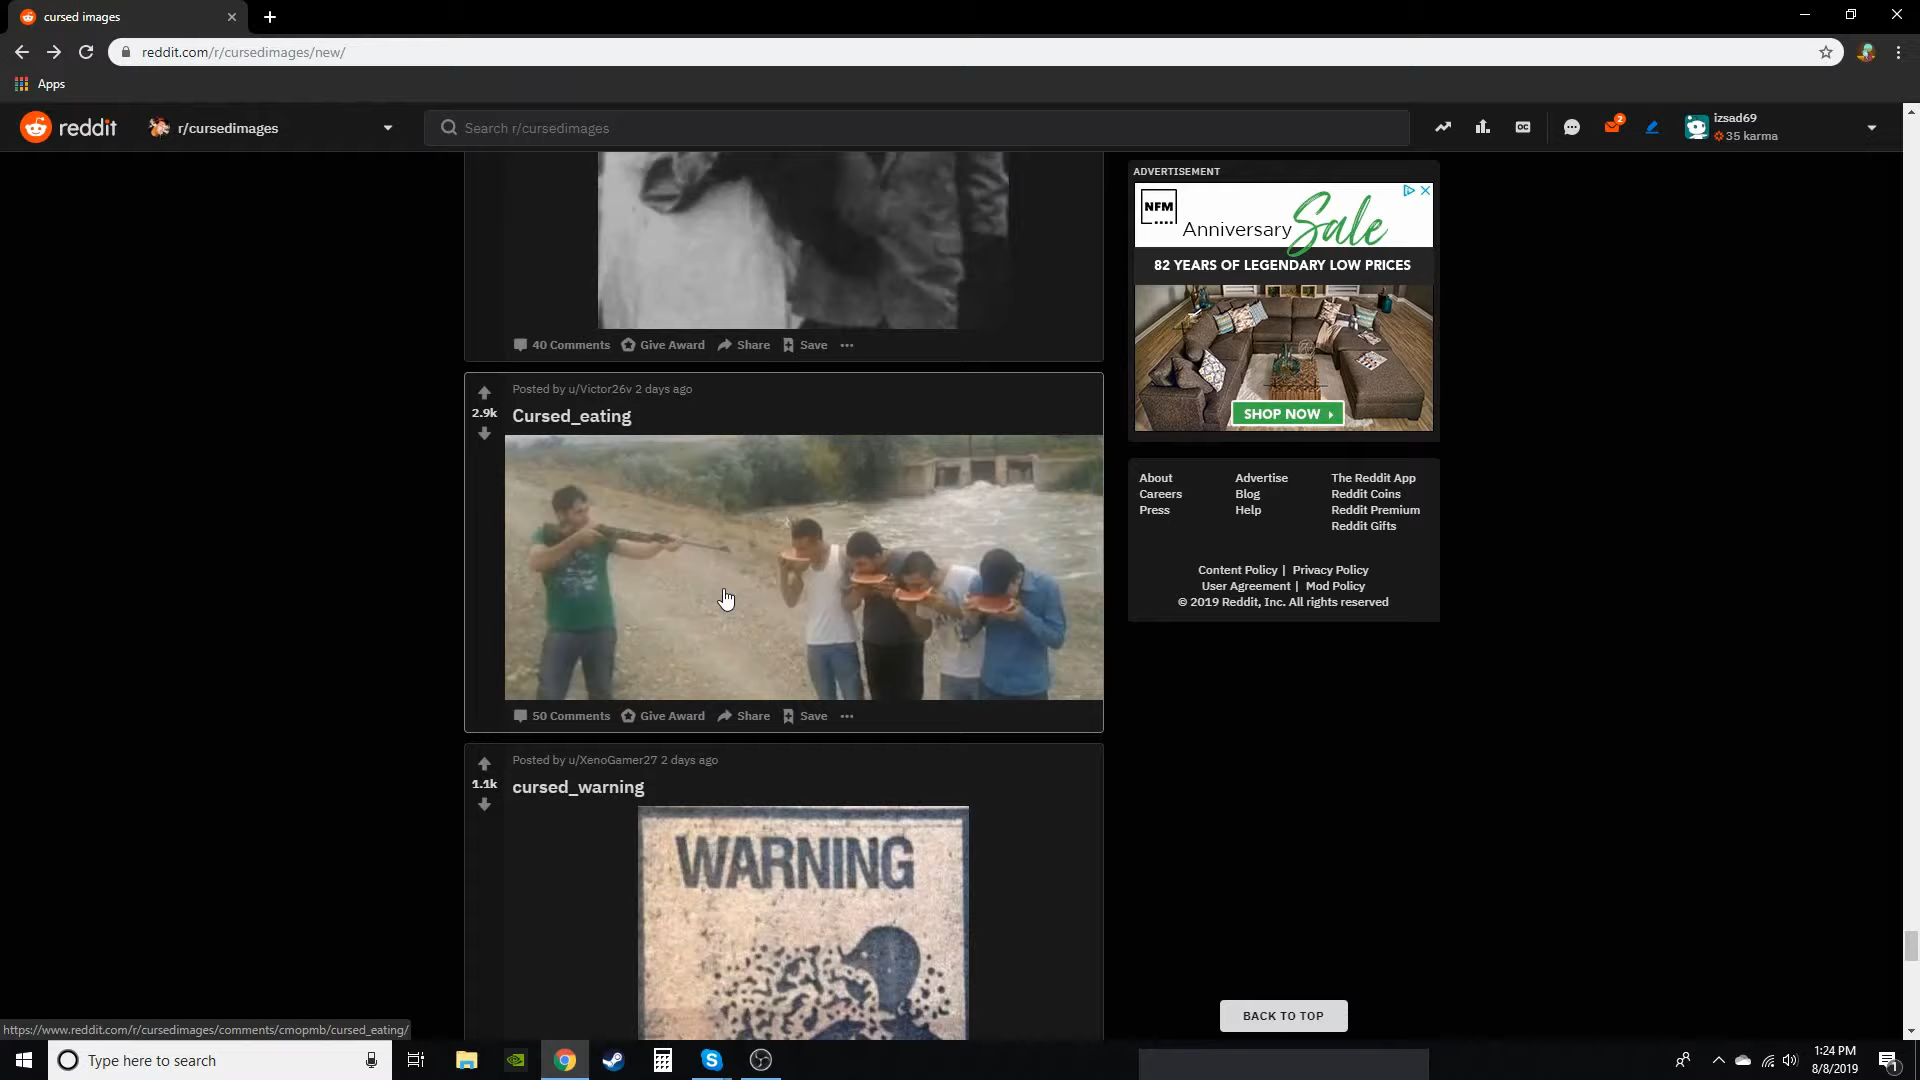 cursed images
reddit.com/r/cursedimages/new/
Apps
reddit
r/cursedimages
Search r/cursedimages
OC
2
izsad69
35 karma
40 Comments
Give Award
Share
Save
Posted by u/Victor26v 2 days ago
2.9k
Cursed_eating
50 Comments
Give Award
Share
Save
Posted by u/XenoGamer27 2 days ago
1.1k
cursed_warning
WARNING
ADVERTISEMENT
NFM
Anniversary Sale
82 YEARS OF LEGENDARY LOW PRICES
SHOP NOW
About
Advertise
The Reddit App
Careers
Blog
Reddit Coins
Press
Help
Reddit Premium
Reddit Gifts
Content Policy | Privacy Policy
User Agreement | Mod Policy
© 2019 Reddit, Inc. All rights reserved
BACK TO TOP
https://www.reddit.com/r/cursedimages/comments/cmopmb/cursed_eating/
Type here to search
1:24 PM
8/8/2019
1